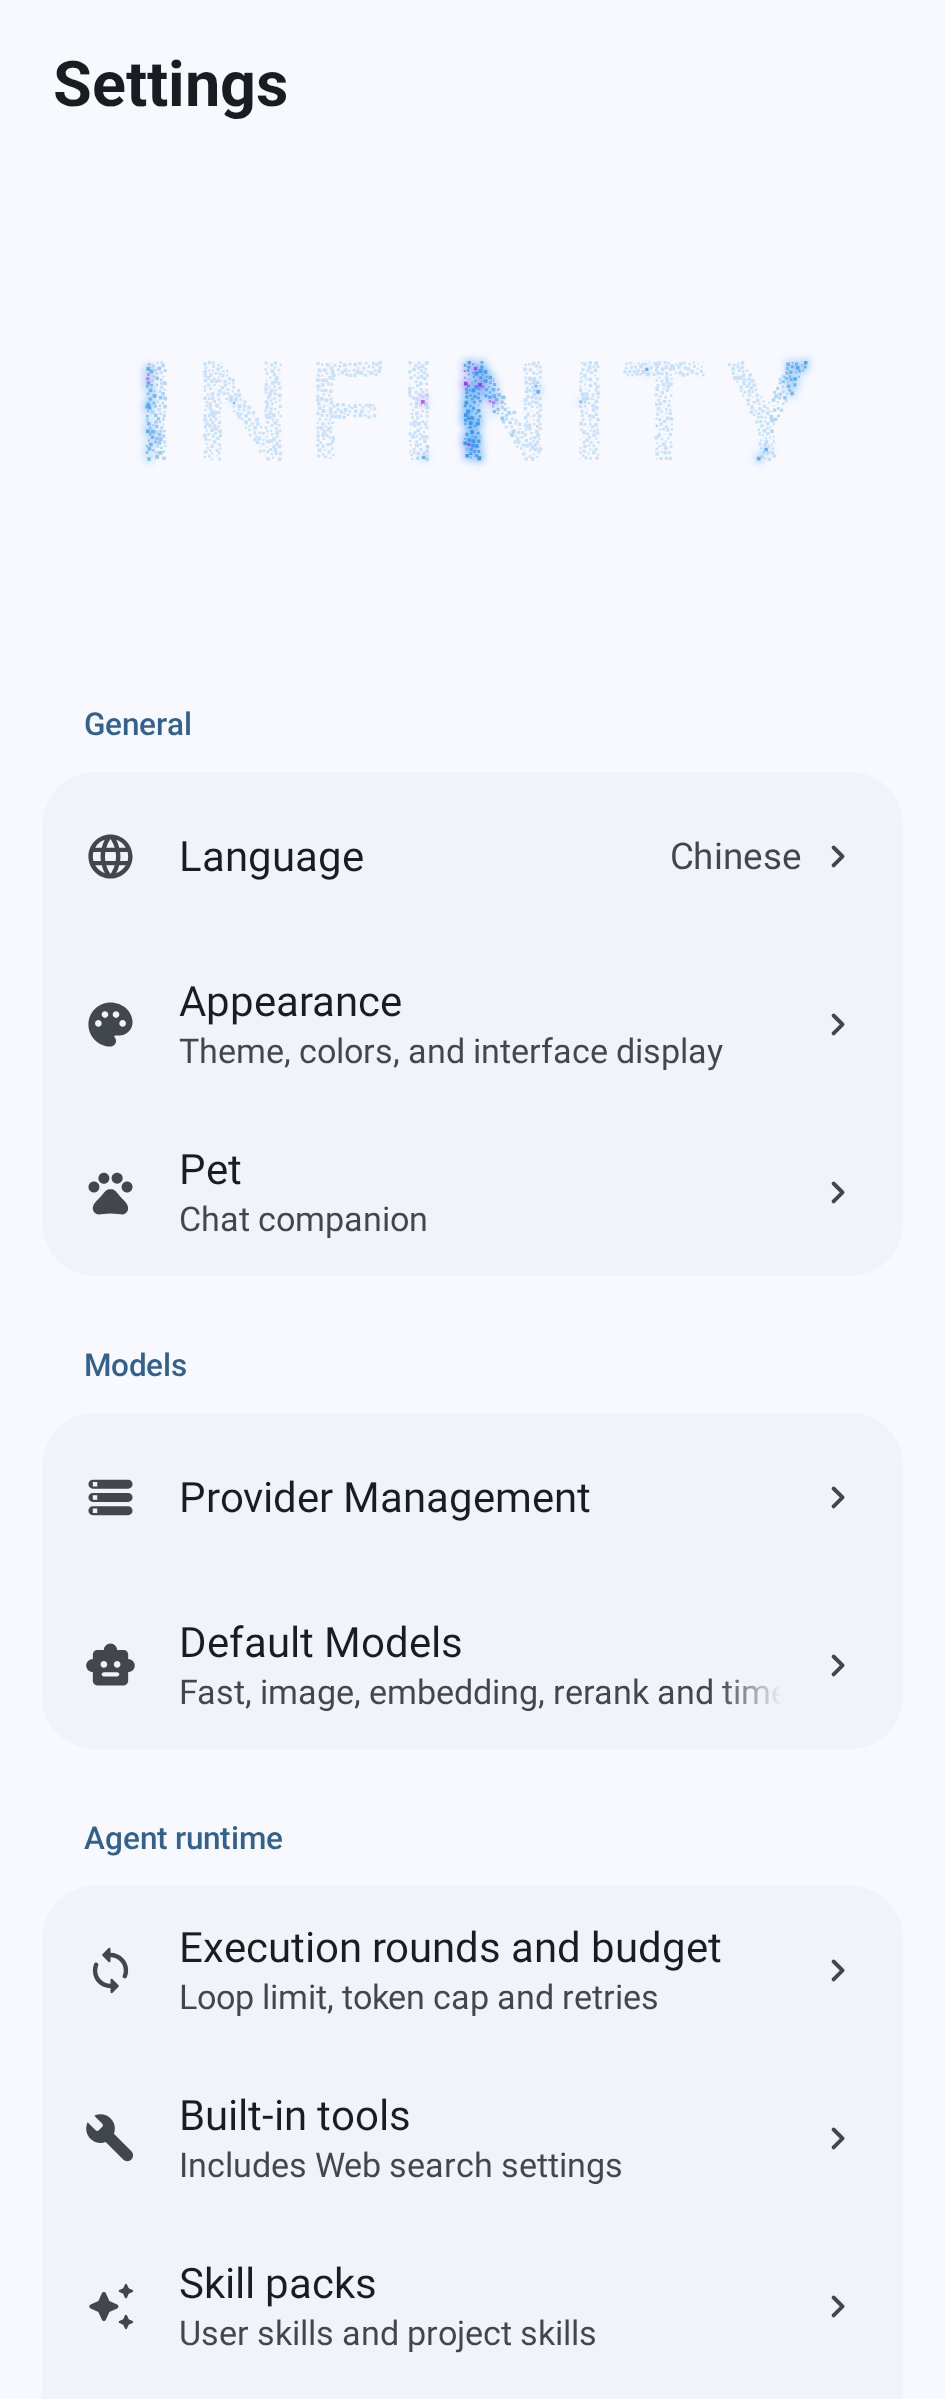 Settings
INFINITY
General
Language
Chinese
Appearance
Theme, colors, and interface display
Pet
Chat companion
Models
Provider Management
Default Models
Fast, image, embedding, rerank and time
Agent runtime
Execution rounds and budget
Loop limit, token cap and retries
Built-in tools
Includes Web search settings
Skill packs
User skills and project skills